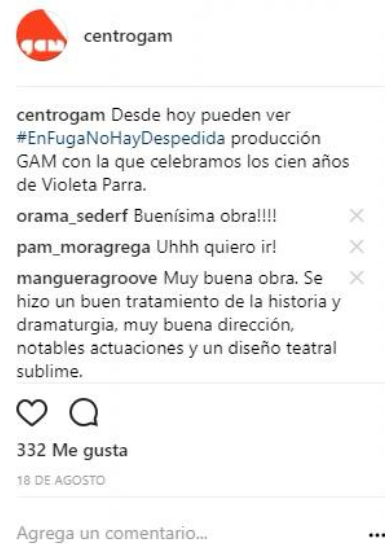 GAM
centrogam
centrogam Desde hoy pueden ver
#EnFugaNoHayDespedida producción
GAM con la que celebramos los cien años
de Violeta Parra.
orama_sederf Buenísima obra!!!!
pam_moragrega Uhhh quiero ir!
mangueragroove Muy buena obra. Se
hizo un buen tratamiento de la historia y
dramaturgia, muy buena dirección,
notables actuaciones y un diseño teatral
sublime.
332 Me gusta
18 DE AGOSTO
Agrega un comentario...